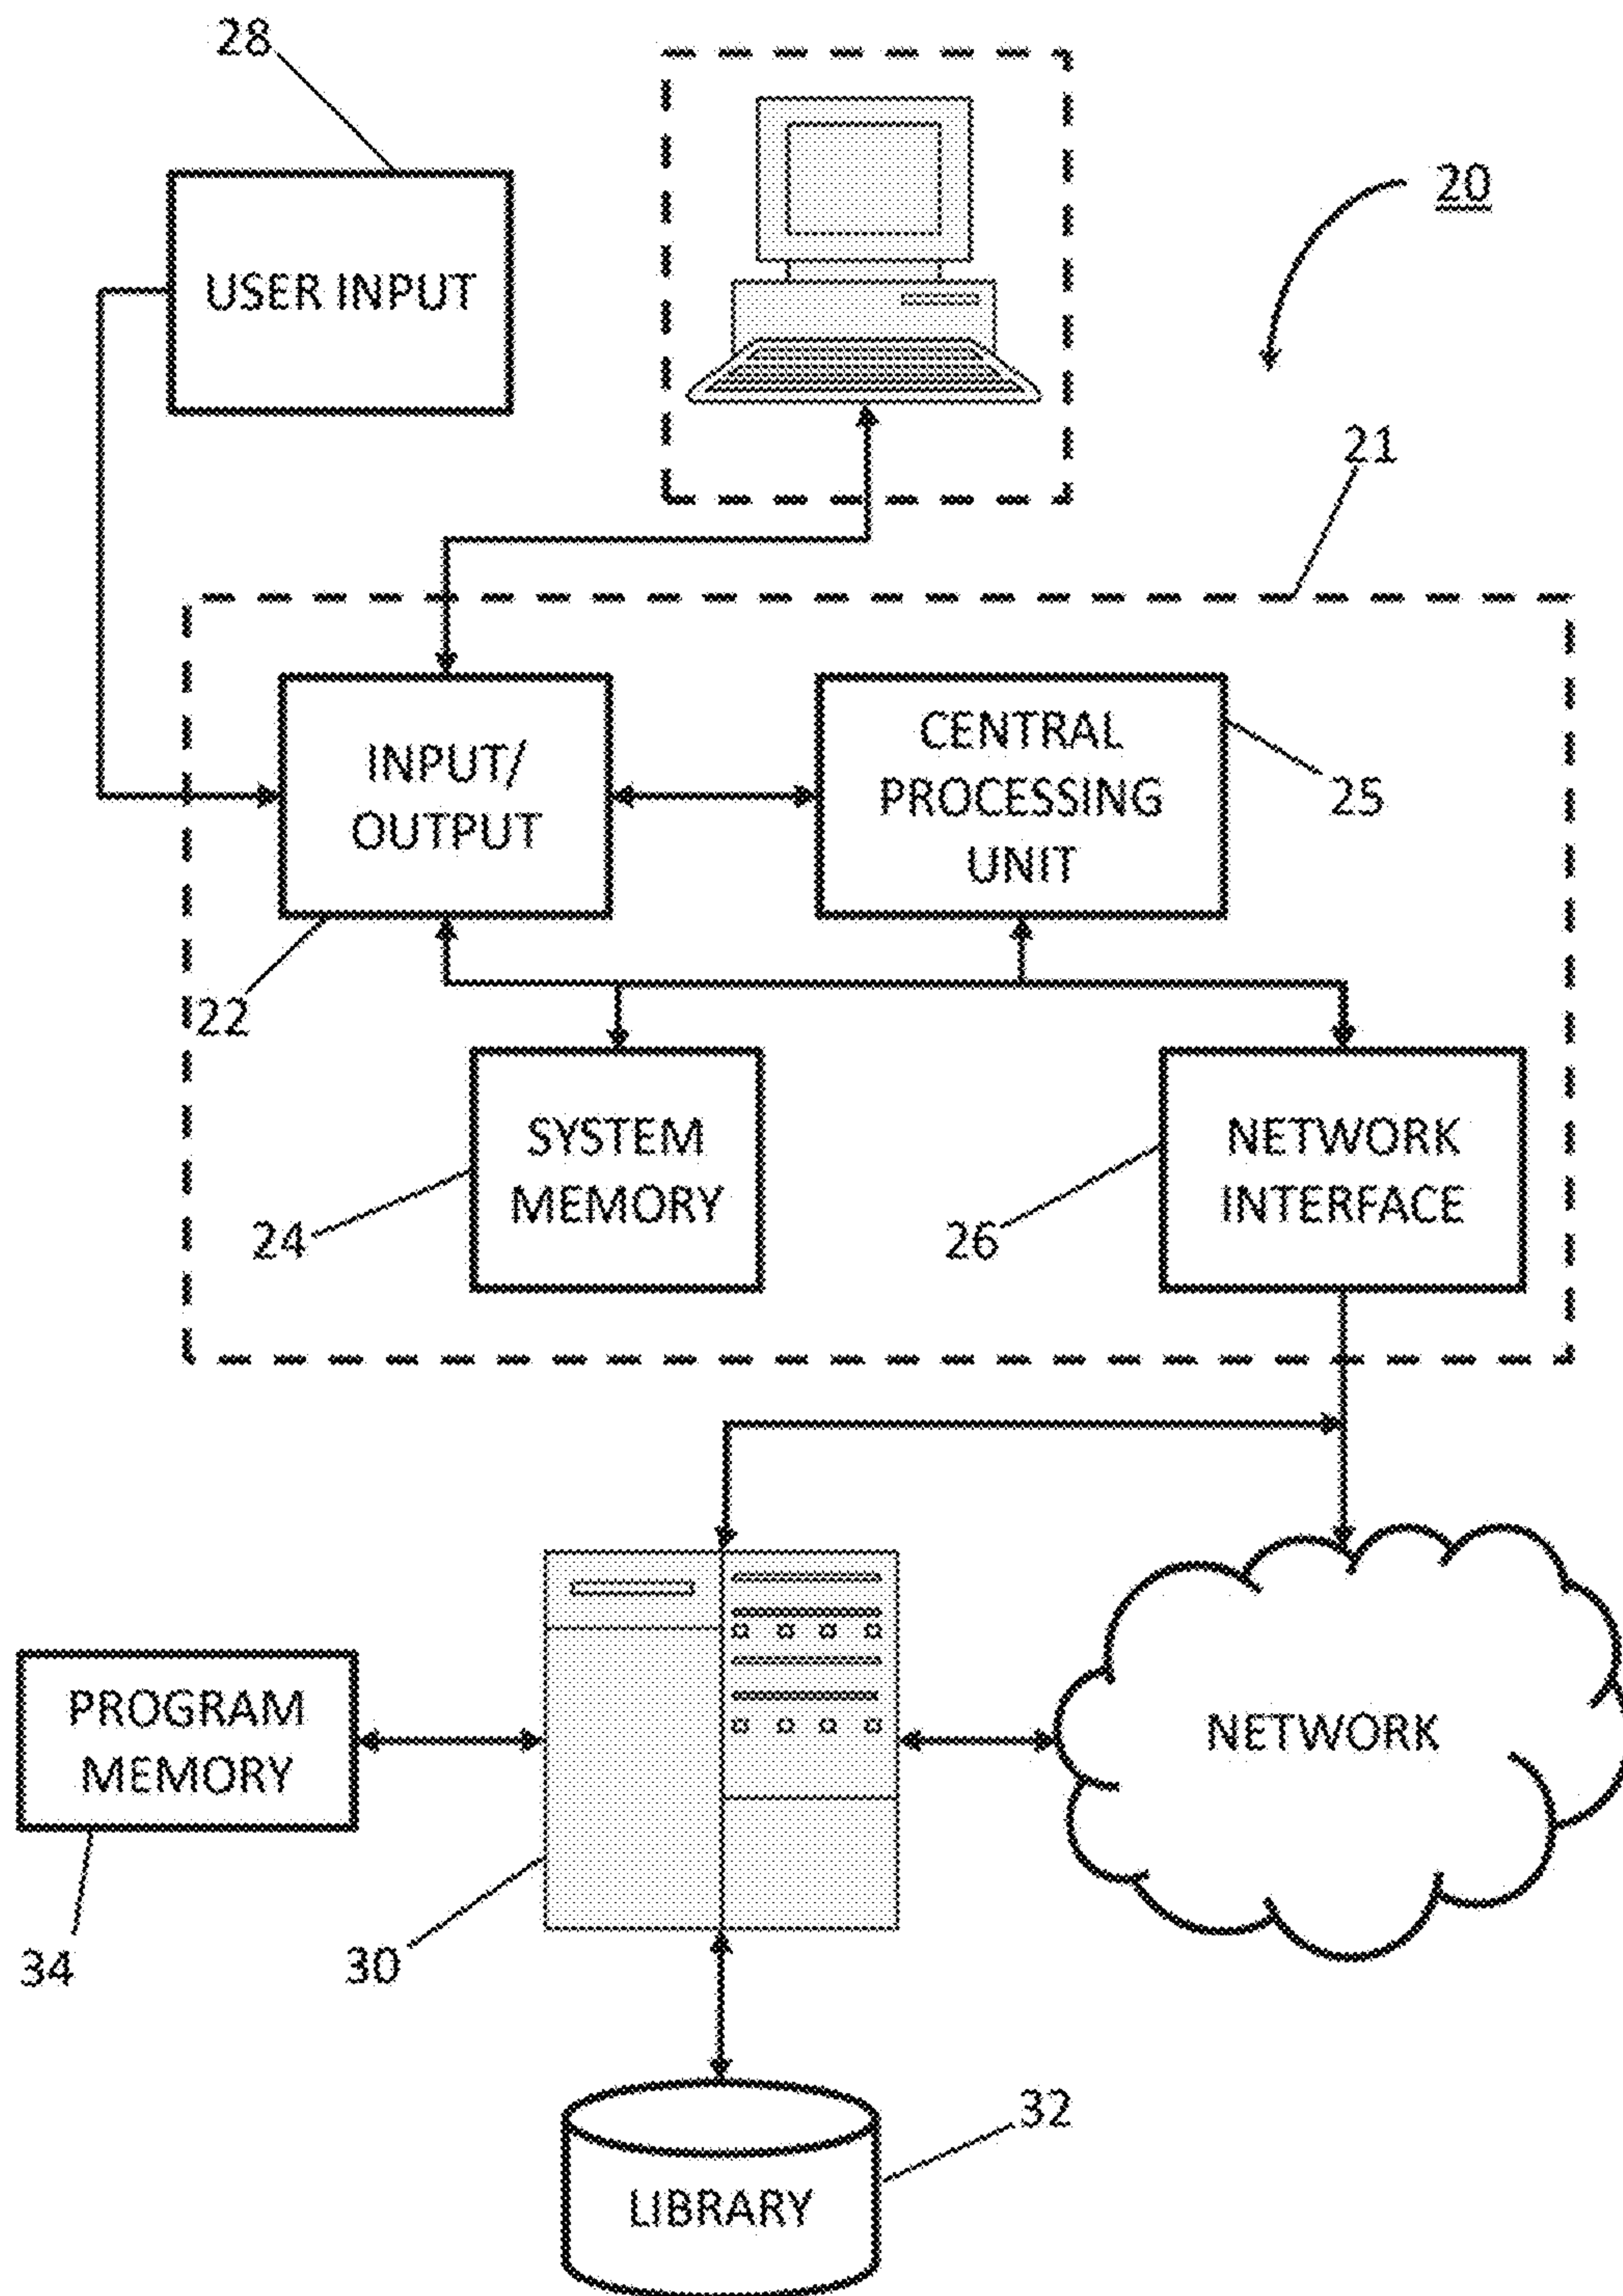 28
20
USER INPUT
21
INPUT/
OUTPUT
CENTRAL
PROCESSING
UNIT
25
22
SYSTEM
MEMORY
NETWORK
INTERFACE
24
26
PROGRAM
MEMORY
NETWORK
34
30
32
LIBRARY